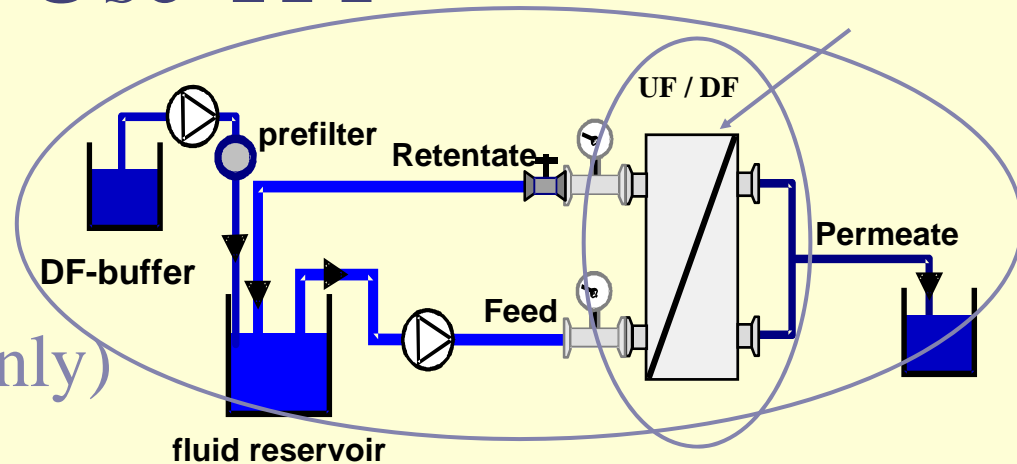 UF / DF
prefilter
Retentate
Permeate
DF-buffer
Feed
nly)
fluid reservoir